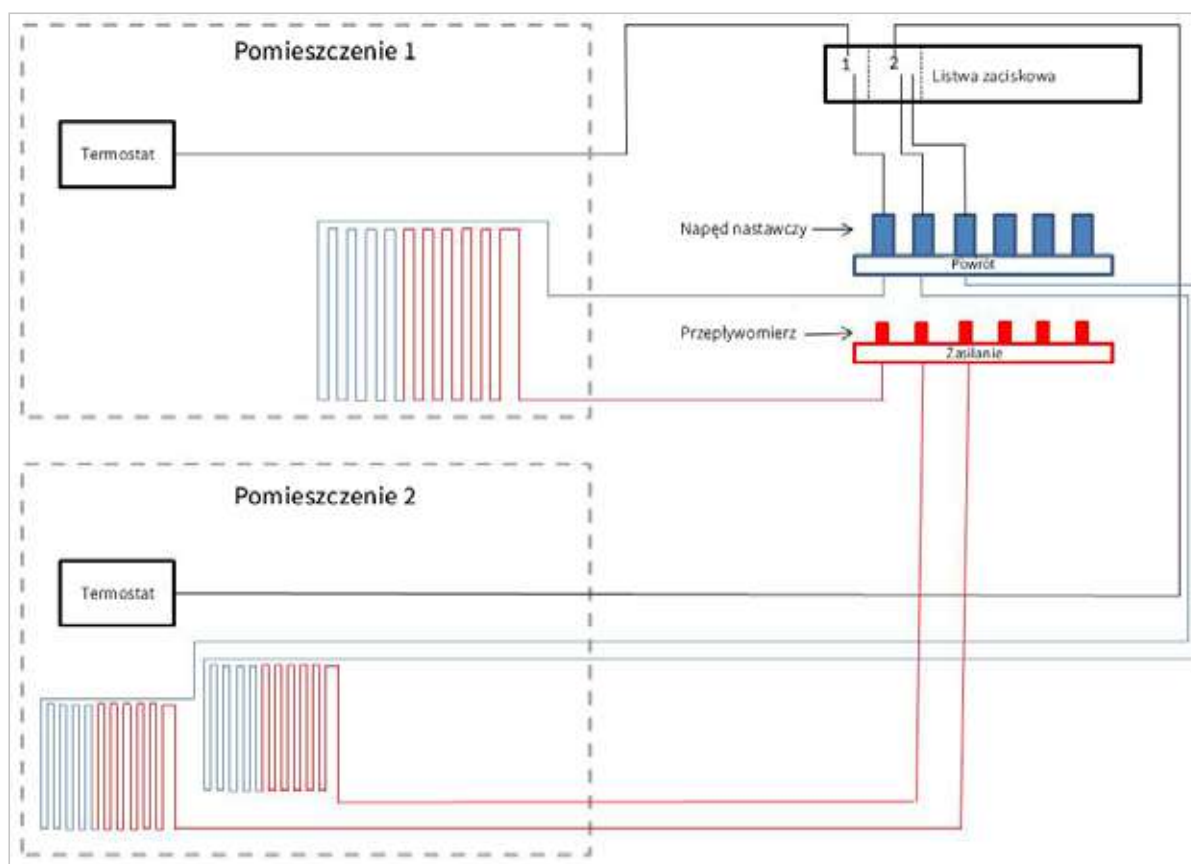 Pomieszczenie 1
1
2
Listwa zaciskowa
Termostat
Napęd nastawczy
Powrót
Przepływomierz
Zasilanie
Pomieszczenie 2
Termostat